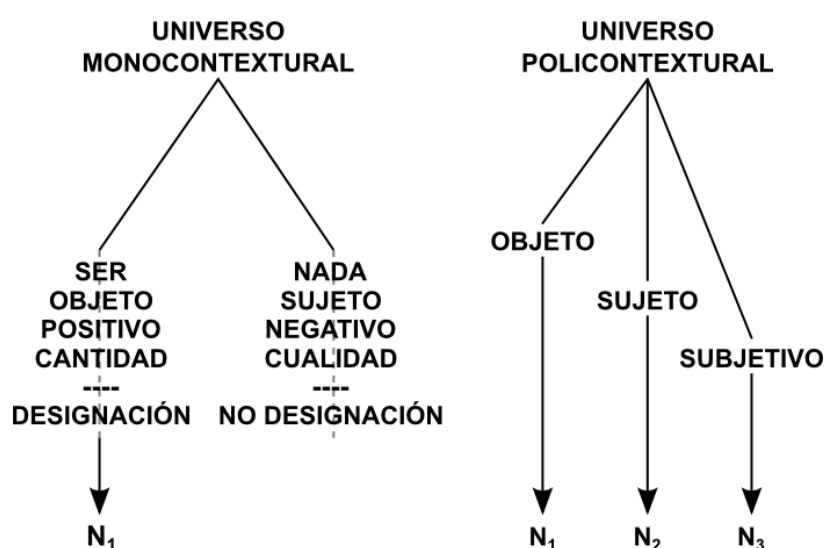 UNIVERSO
MONOCONTEXTURAL
SER
OBJETO
POSITIVO
CANTIDAD
----
DESIGNACIÓN
N₁
NADA
SUJETO
NEGATIVO
CUALIDAD
----
NO DESIGNACIÓN
UNIVERSO
POLICONTEXTURAL
OBJETO
SUJETO
SUBJETIVO
N₁
N₂
N₃